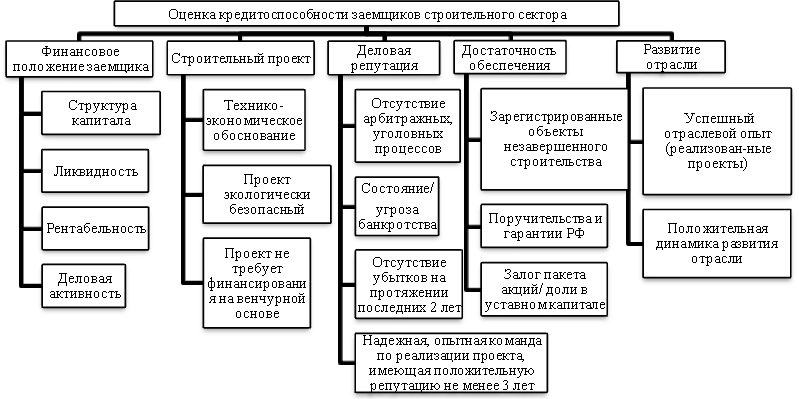 Оценка кредитоспособности заемщиков строительного сектора
Финансовое
положение заемщика
Структура
капитала
Ликвидность
Рентабельность
Деловая
активность
Строительный проект
Технико-
экономическое
обоснование
Проект
экологически
безопасный
Проект не
требует
финансировани
я на венчурной
основе
Деловая
репутация
Отсутствие
арбитражных,
уголовных
процессов
Состояние/
угроза
банкротства
Отсутствие
убытков на
протяжении
последних 2 лет
Надежная, опытная команда
по реализации проекта,
имеющая положительную
репутацию не менее 3 лет
Достаточность
обеспечения
Зарегистрированные
объекты
незавершенного
строительства
Поручительства и
гарантии РФ
Залог пакета
акций/ доли в
уставном капитале
Развитие
отрасли
Успешный
отраслевой опыт
(реализован-ные
проекты)
Положительная
динамика развития
отрасли